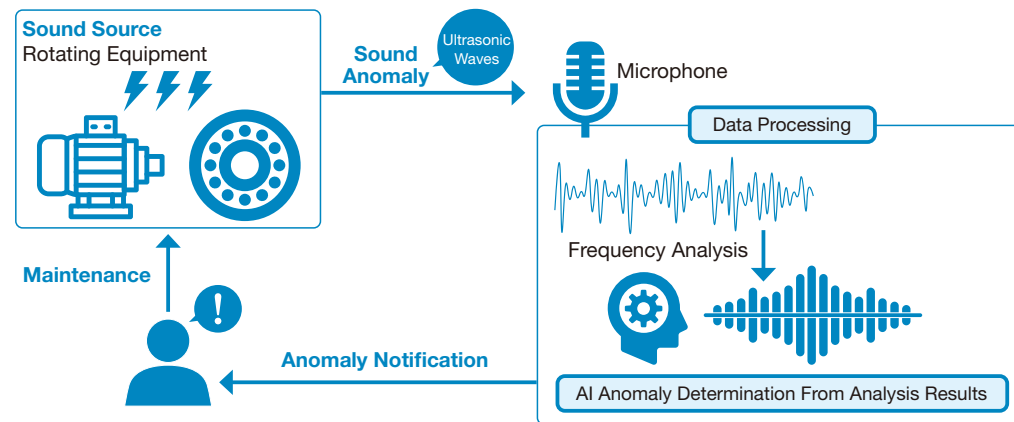 Sound Source
Rotating Equipment
Sound
Anomaly
Ultrasonic
Waves
Microphone
Data Processing
Frequency Analysis
Maintenance
!
Anomaly Notification
AI Anomaly Determination From Analysis Results